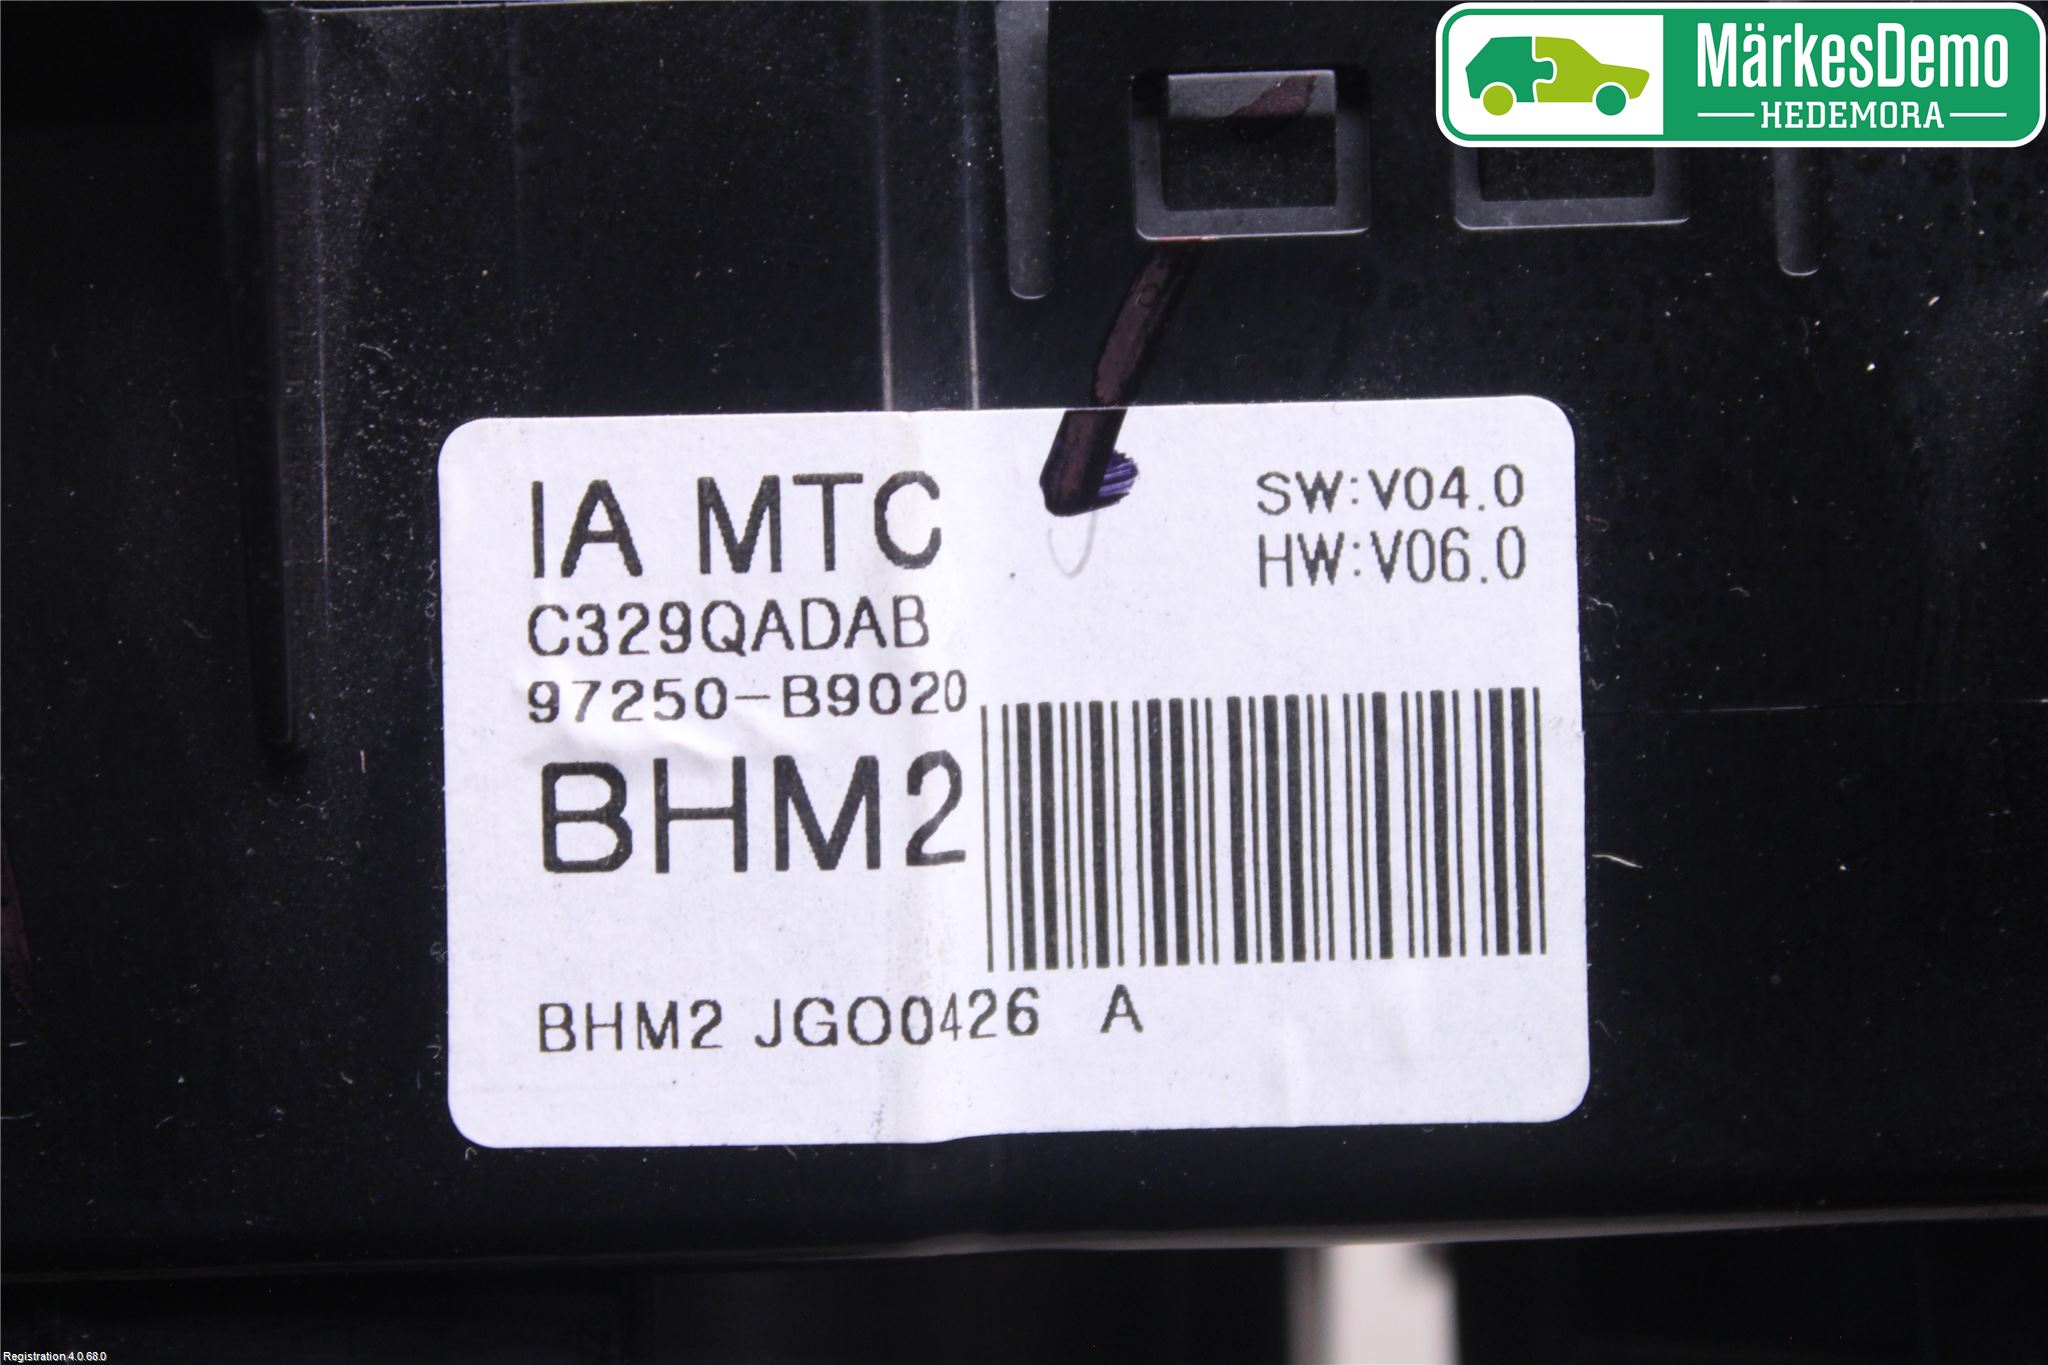 MärkesDemo
HEDEMORA
IA MTC
SW:V04.0
HW:V06.0
C329QADAB
97250-B9020
BHM2
BHM2 JGO0426 A
Registration 4.0.68.0